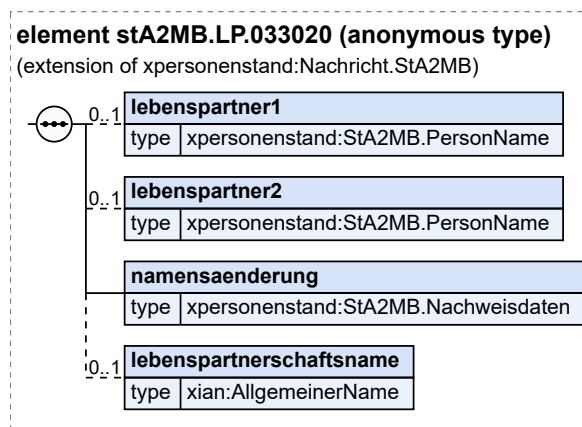 element stA2MB.LP.033020 (anonymous type)
(extension of xpersonenstand:Nachricht.StA2MB)
0..1
lebenspartner1
type xpersonenstand:StA2MB.PersonName
0..1
lebenspartner2
type xpersonenstand:StA2MB.PersonName
namensaenderung
type xpersonenstand:StA2MB.Nachweisdaten
0..1
lebenspartnerschaftsname
type xian:AllgemeinerName